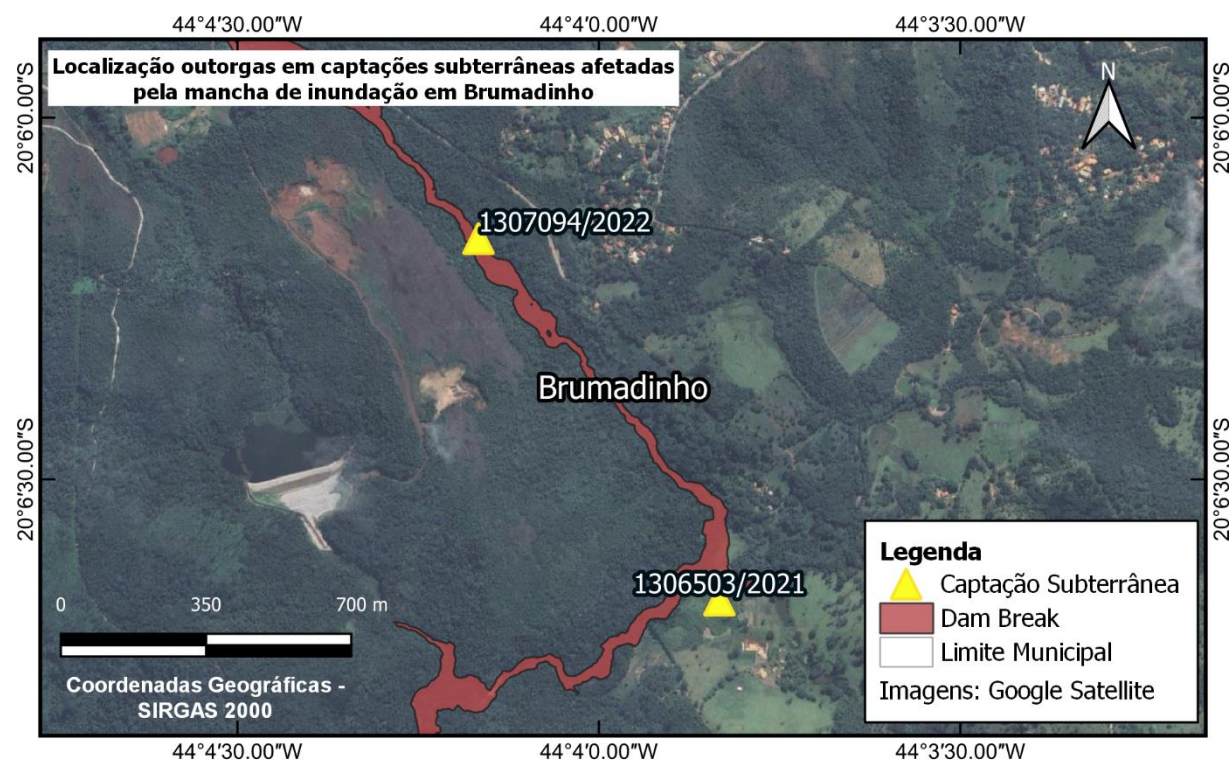 44°4'30.00″W 44°4'0.00″W 44°3'30.00″W
Localização outorgas em captações subterrâneas afetadas
pela mancha de inundação em Brumadinho
N
20°6'0.00″S
20°6'0.00″S
1307094/2022
Brumadinho
20°6'30.00″S
20°6'30.00″S
1306503/2021
0 350 700 m
Coordenadas Geográficas -
SIRGAS 2000
Legenda
Captação Subterrânea
Dam Break
Limite Municipal
Imagens: Google Satellite
44°4'30.00″W 44°4'0.00″W 44°3'30.00″W